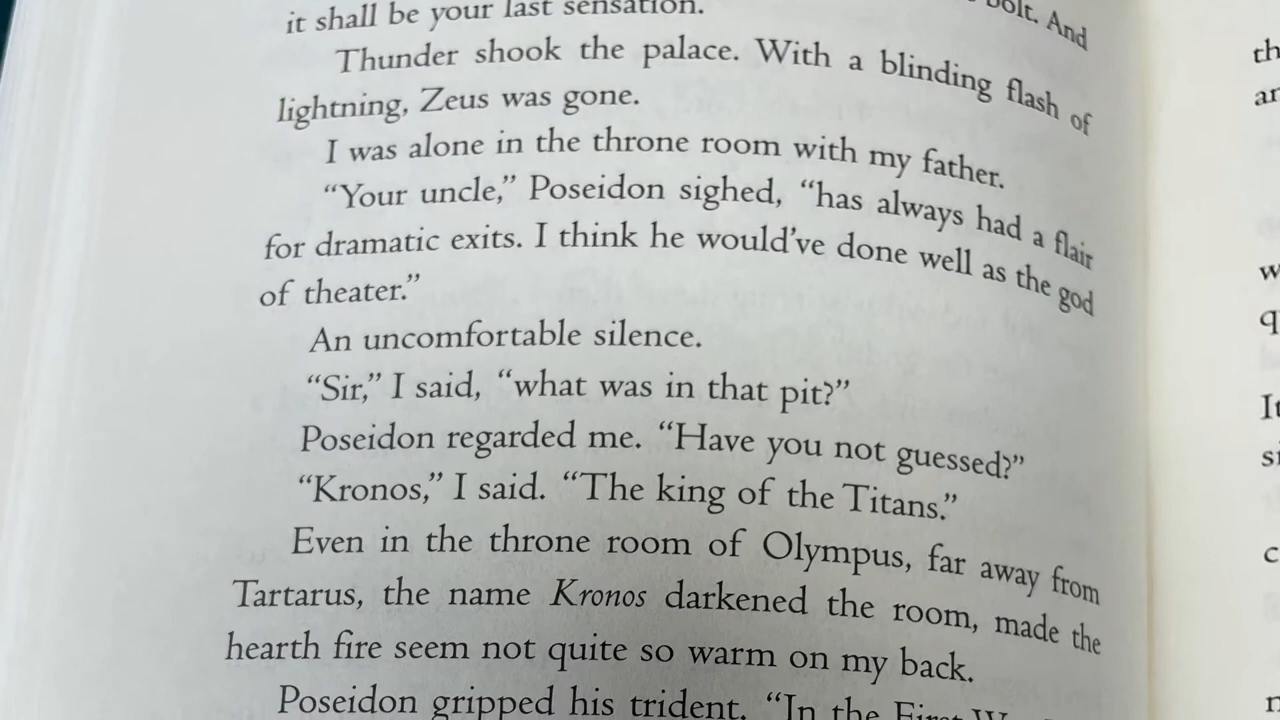 it shall be your last sensation.
bolt. And
Thunder shook the palace. With a blinding flash of
lightning, Zeus was gone.
I was alone in the throne room with my father.
“Your uncle,” Poseidon sighed, “has always had a flair
for dramatic exits. I think he would’ve done well as the god
of theater.”
An uncomfortable silence.
“Sir,” I said, “what was in that pit?”
Poseidon regarded me. “Have you not guessed?”
“Kronos,” I said. “The king of the Titans.”
Even in the throne room of Olympus, far away from
Tartarus, the name Kronos darkened the room, made the
hearth fire seem not quite so warm on my back.
Poseidon gripped his trident. “In the First